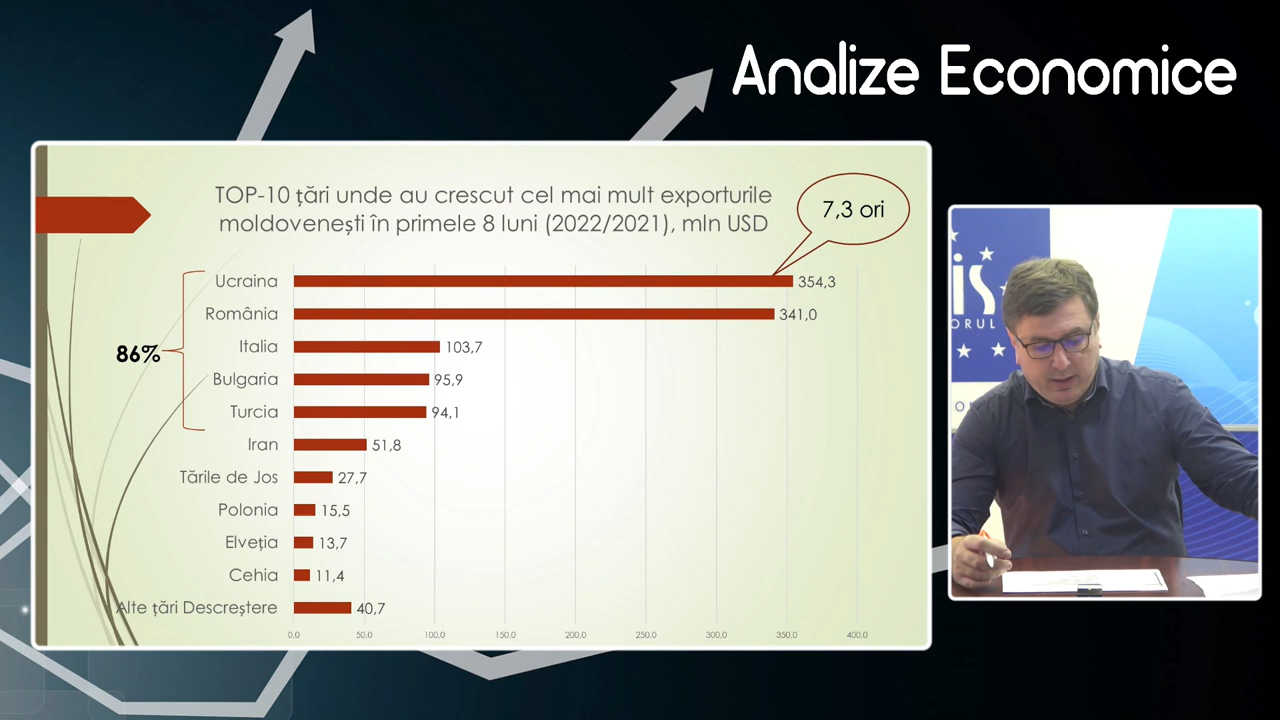 Analize Economice
TOP-10 țări unde au crescut cel mai mult exporturile
moldovenești în primele 8 luni (2022/2021), mln USD
7,3 ori
86%
Ucraina 354,3
România 341,0
Italia 103,7
Bulgaria 95,9
Turcia 94,1
Iran 51,8
Tările de Jos 27,7
Polonia 15,5
Elveția 13,7
Cehia 11,4
Alte țări Descreștere 40,7
0,0 50,0 100,0 150,0 200,0 250,0 300,0 350,0 400,0
is
ORUL